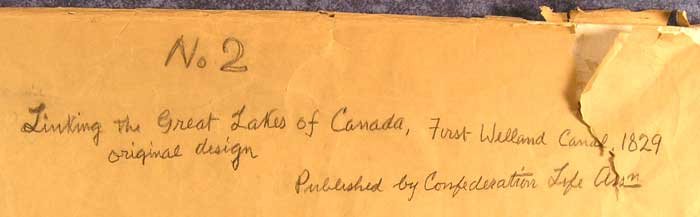 No 2
Linking the Great Lakes of Canada, First Welland Canal, 1829
original design
Published by Confederation Life Assn